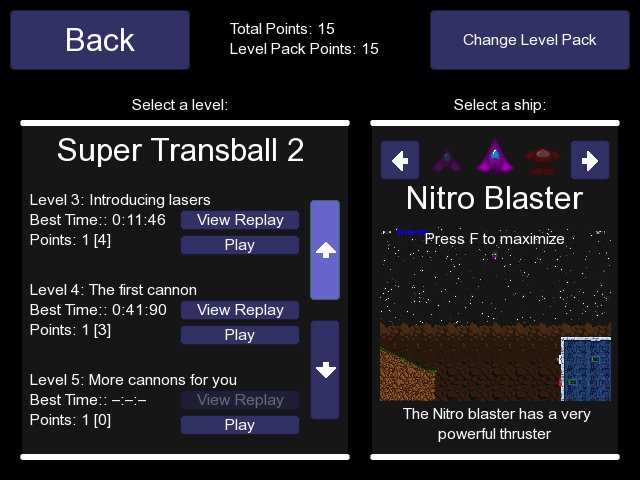 Back
Total Points: 15
Level Pack Points: 15
Change Level Pack
Select a level:
Super Transball 2
Level 3: Introducing lasers
Best Time:: 0:11:46
View Replay
Points: 1 [4]
Play
Level 4: The first cannon
Best Time:: 0:41:90
View Replay
Points: 1 [3]
Play
Level 5: More cannons for you
Best Time:: –:–:–
View Replay
Points: 1 [0]
Play
Select a ship:
Nitro Blaster
Press F to maximize
The Nitro blaster has a very
powerful thruster